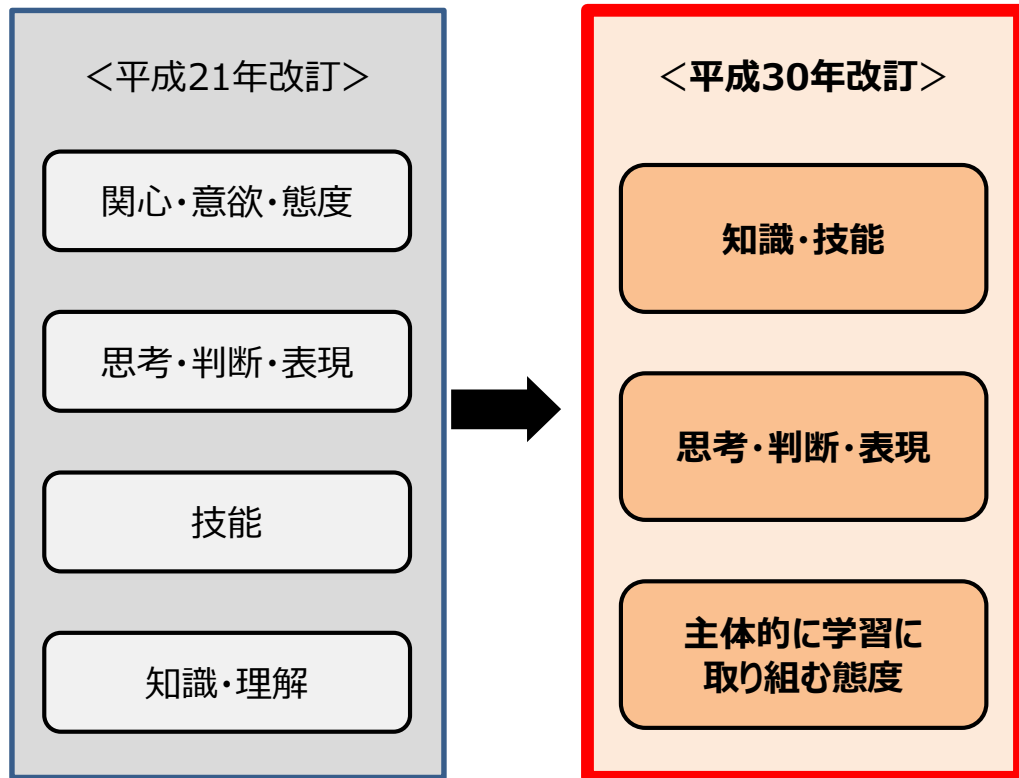 ＜平成21年改訂＞
関心・意欲・態度
思考・判断・表現
技能
知識・理解
＜平成30年改訂＞
知識・技能
思考・判断・表現
主体的に学習に
取り組む態度